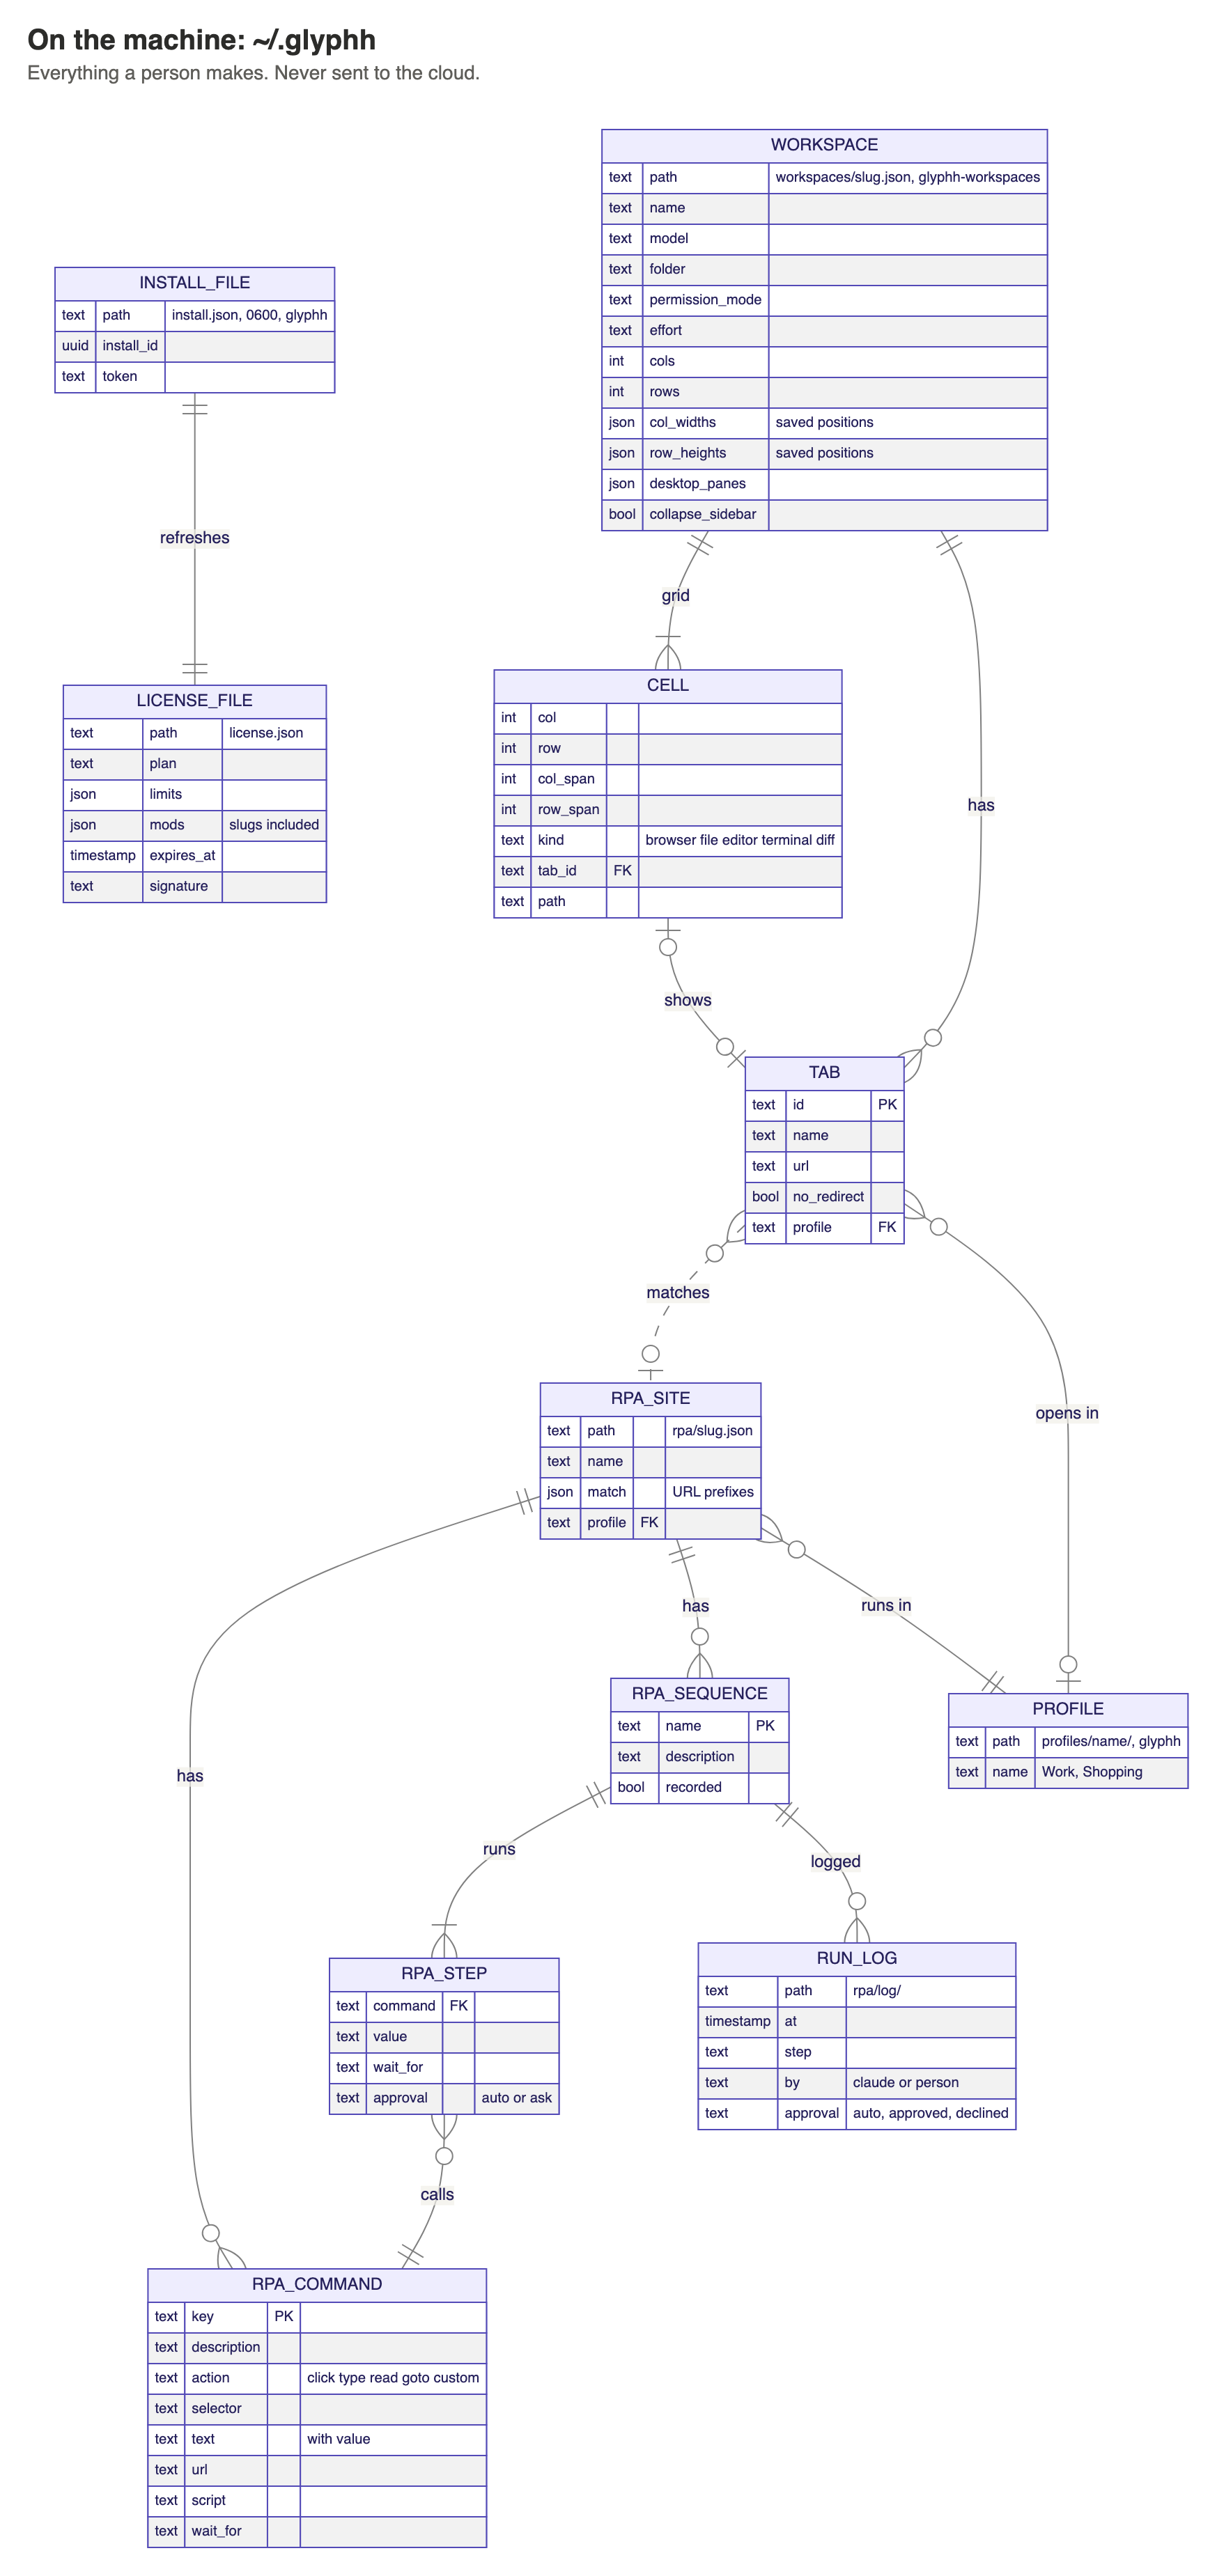 On the machine: ~/.glyphh
Everything a person makes. Never sent to the cloud.
WORKSPACE
text path workspaces/slug.json, glyphh-workspaces
text name
text model
text folder
text permission_mode
text effort
int cols
int rows
json col_widths saved positions
json row_heights saved positions
json desktop_panes
bool collapse_sidebar
INSTALL_FILE
text path install.json, 0600, glyphh
uuid install_id
text token
refreshes
grid
has
LICENSE_FILE
text path license.json
text plan
json limits
json mods slugs included
timestamp expires_at
text signature
CELL
int col
int row
int col_span
int row_span
text kind browser file editor terminal diff
text tab_id FK
text path
shows
TAB
text id PK
text name
text url
bool no_redirect
text profile FK
matches
opens in
RPA_SITE
text path rpa/slug.json
text name
json match URL prefixes
text profile FK
has
runs in
has
RPA_SEQUENCE
text name PK
text description
bool recorded
PROFILE
text path profiles/name/, glyphh
text name Work, Shopping
runs
logged
RPA_STEP
text command FK
text value
text wait_for
text approval auto or ask
RUN_LOG
text path rpa/log/
timestamp at
text step
text by claude or person
text approval auto, approved, declined
calls
RPA_COMMAND
text key PK
text description
text action click type read goto custom
text selector
text text with value
text url
text script
text wait_for